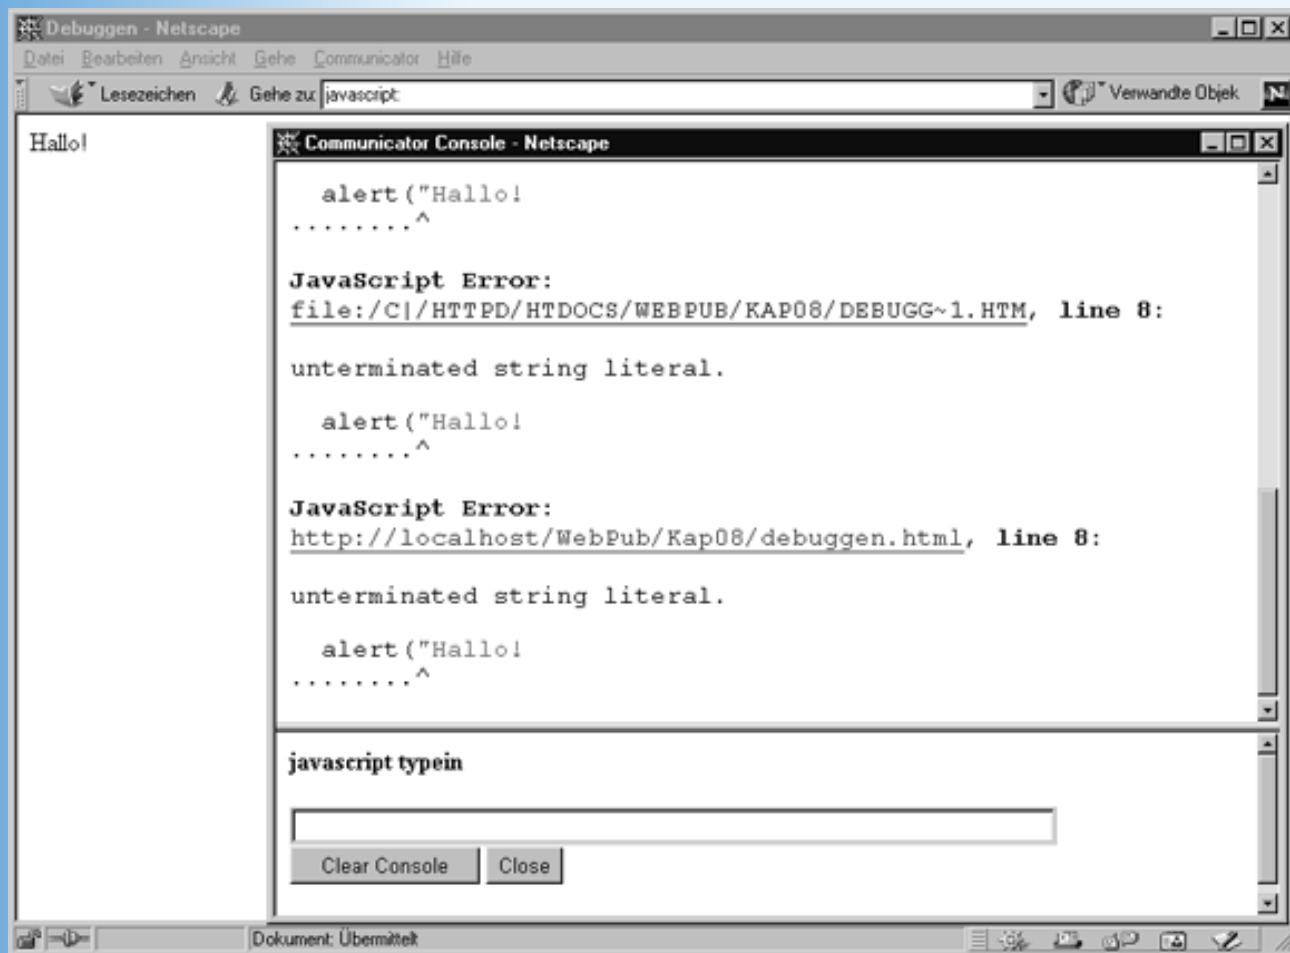 Debuggen - Netscape
Datei Bearbeiten Ansicht Gehe Communicator Hilfe
Lesezeichen Gehe zu: javascript: Verwandte Objek N
Hallo!
Communicator Console - Netscape
alert("Hallo!
........^
JavaScript Error:
file:/C|/HTTPD/HTDOCS/WEBPUB/KAP08/DEBUGG~1.HTM, line 8:
unterminated string literal.
alert("Hallo!
........^
JavaScript Error:
http://localhost/WebPub/Kap08/debuggen.html, line 8:
unterminated string literal.
alert("Hallo!
........^
javascript typein
Clear Console Close
Dokument: Übermittelt